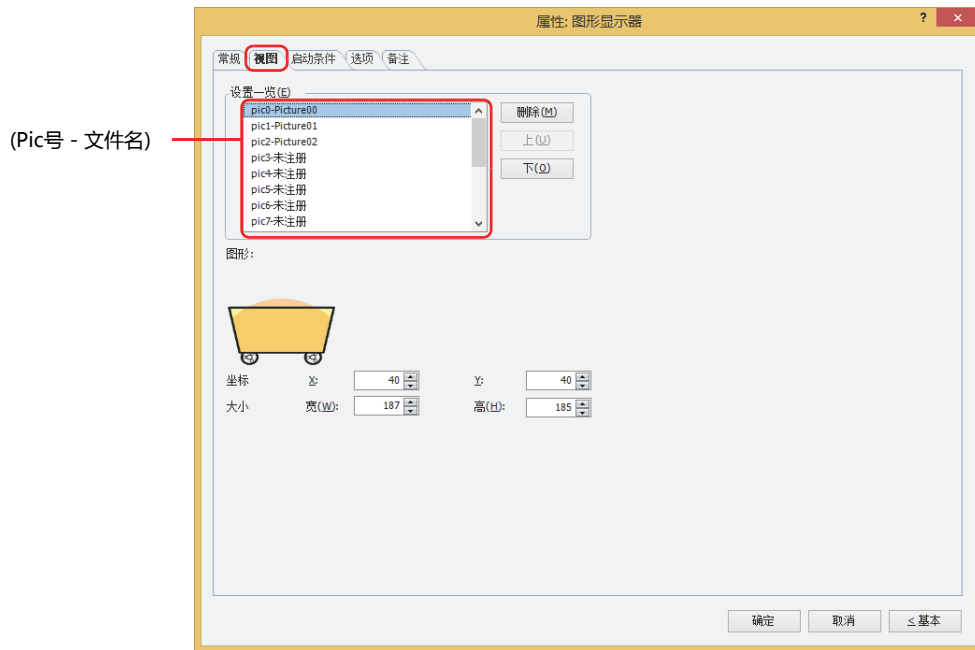 属性: 图形显示器
? ×
常规 视图 启动条件 选项 备注
设置一览(E)
(Pic号 - 文件名)
pic0-Picture00
pic1-Picture01
pic2-Picture02
pic3-未注册
pic4-未注册
pic5-未注册
pic6-未注册
pic7-未注册
删除(M)
上(U)
下(O)
图形:
坐标 X: 40 Y: 40
大小 宽(W): 187 高(H): 185
确定 取消 ≤基本